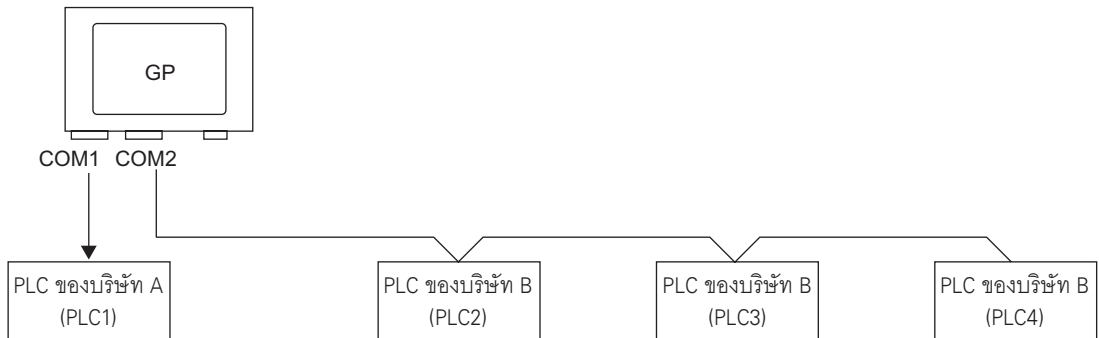 GP
COM1 COM2
PLC ของบริษัท A
(PLC1)
PLC ของบริษัท B
(PLC2)
PLC ของบริษัท B
(PLC3)
PLC ของบริษัท B
(PLC4)